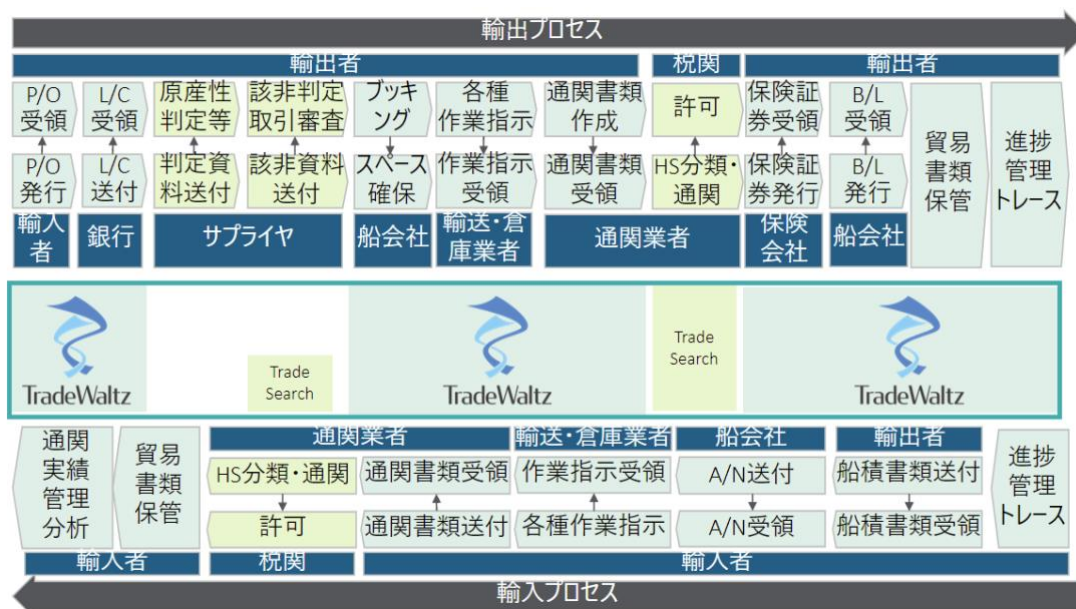 輸出プロセス
輸出者
税関
輸出者
P/O
受領
L/C
受領
原産性
判定等
該非判定
取引審査
ブッキ
ング
各種
作業指示
通関書類
作成
許可
保険証
券受領
B/L
受領
貿易
書類
保管
進捗
管理
トレース
P/O
発行
L/C
送付
判定資
料送付
該非資料
送付
スペース
確保
作業指示
受領
通関書類
受領
HS分類・
通関
保険証
券発行
B/L
発行
輸入
者
銀行
サプライヤ
船会社
輸送・倉
庫業者
通関業者
保険
会社
船会社
TradeWaltz
Trade
Search
TradeWaltz
Trade
Search
TradeWaltz
通関
実績
管理
分析
貿易
書類
保管
通関業者
輸送・倉庫業者
船会社
輸出者
HS分類・通関
通関書類受領
作業指示受領
A/N送付
船積書類送付
進捗
管理
トレース
許可
通関書類送付
各種作業指示
A/N受領
船積書類受領
輸入者
税関
輸入者
輸入プロセス